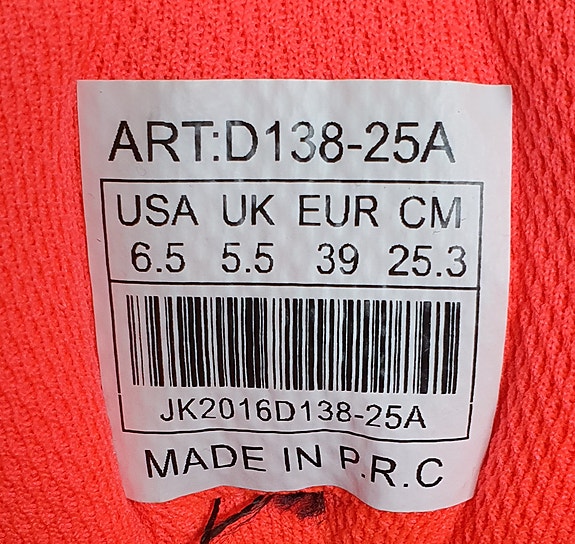 ART:D138-25A
USA UK EUR CM
6.5 5.5 39 25.3
JK2016D138-25A
MADE IN P.R.C